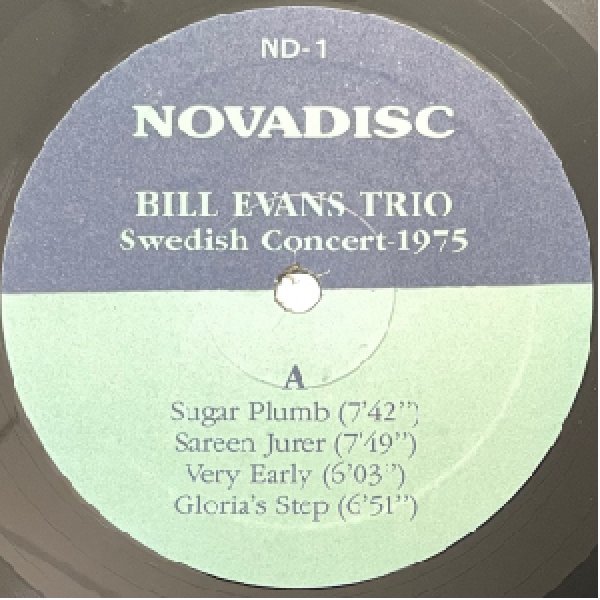 ND-1
NOVADISC
BILL EVANS TRIO
Swedish Concert-1975
A
Sugar Plumb (7'42")
Sareen Jurer (7'49")
Very Early (6'03")
Gloria's Step (6'51")